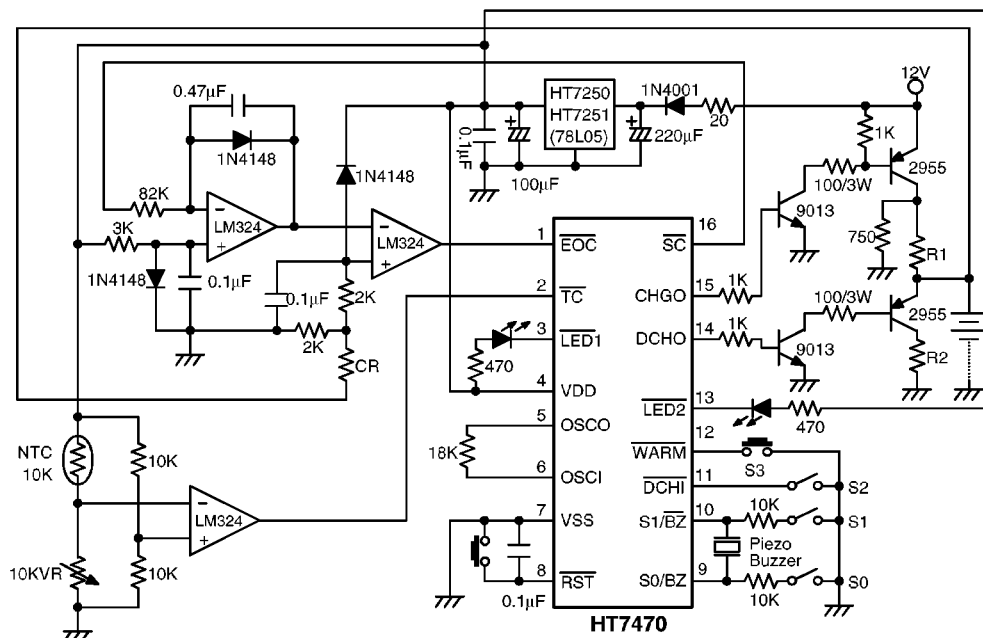 12V
0.47μF
HT7250
HT7251
(78L05)
1N4001
20
1K
0.1μF
220μF
1N4148
1N4148
100μF
100/3W
2955
82K
−
LM324
+
3K
−
LM324
+
9013
750
R1
1N4148
0.1μF
0.1μF
2K
2K
CR
1 EOC
SC 16
2 TC
CHGO 15
1K
3 LED1
DCHO 14
1K
100/3W
2955
9013
R2
470
4 VDD
LED2 13
470
5 OSCO
WARM 12
S3
18K
6 OSCI
DCHI 11
S2
NTC
10K
10K
−
LM324
+
7 VSS
S1/BZ 10
10K
S1
Piezo
Buzzer
10KVR
10K
8 RST
S0/BZ 9
10K
S0
0.1μF
HT7470